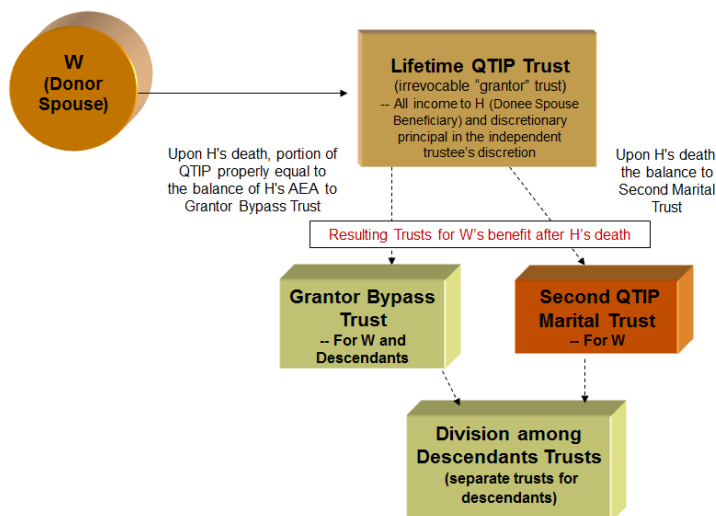 W
(Donor
Spouse)
Lifetime QTIP Trust
(irrevocable “grantor” trust)
-- All income to H (Donee Spouse
Beneficiary) and discretionary
principal in the independent
trustee’s discretion
Upon H's death, portion of
QTIP properly equal to
the balance of H's AEA to
Grantor Bypass Trust
Upon H's death
the balance to
Second Marital
Trust
Resulting Trusts for W’s benefit after H’s death
Grantor Bypass
Trust
-- For W and
Descendants
Second QTIP
Marital Trust
-- For W
Division among
Descendants Trusts
(separate trusts for
descendants)